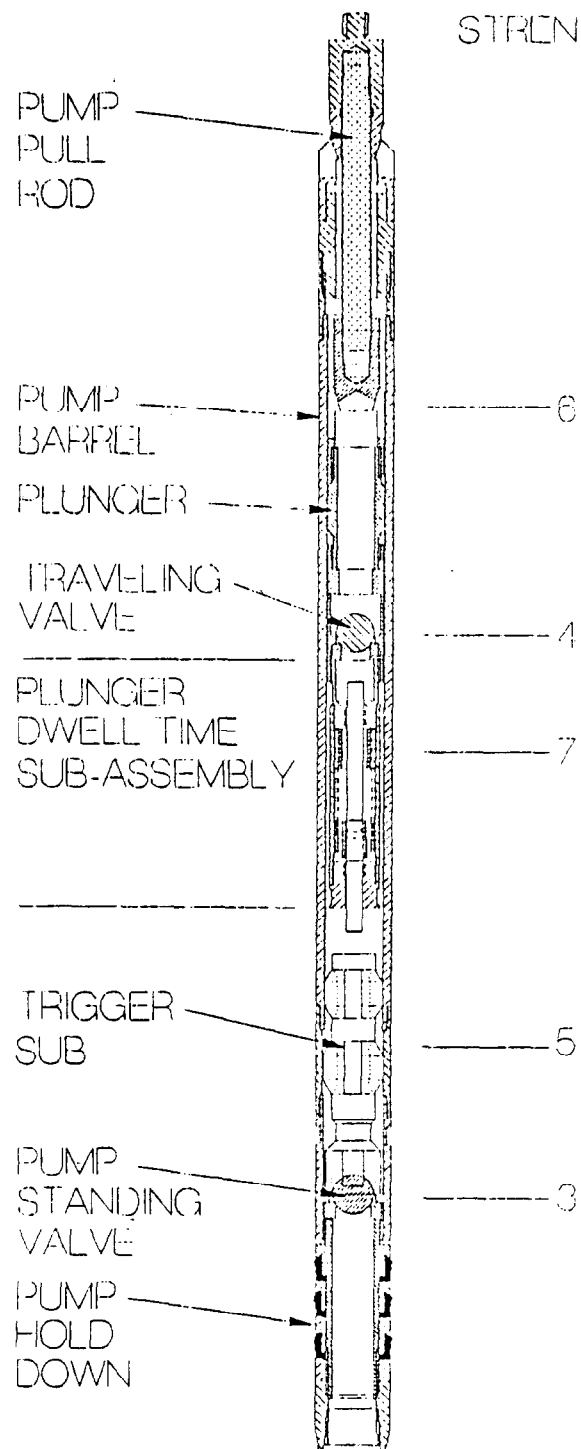 STREN
PUMP
PULL
ROD
PUMP
BARREL
6
PLUNGER
TRAVELING
VALVE
4
PLUNGER
DWELL TIME
SUB-ASSEMBLY
7
TRIGGER
SUB
5
PUMP
STANDING
VALVE
3
PUMP
HOLD
DOWN